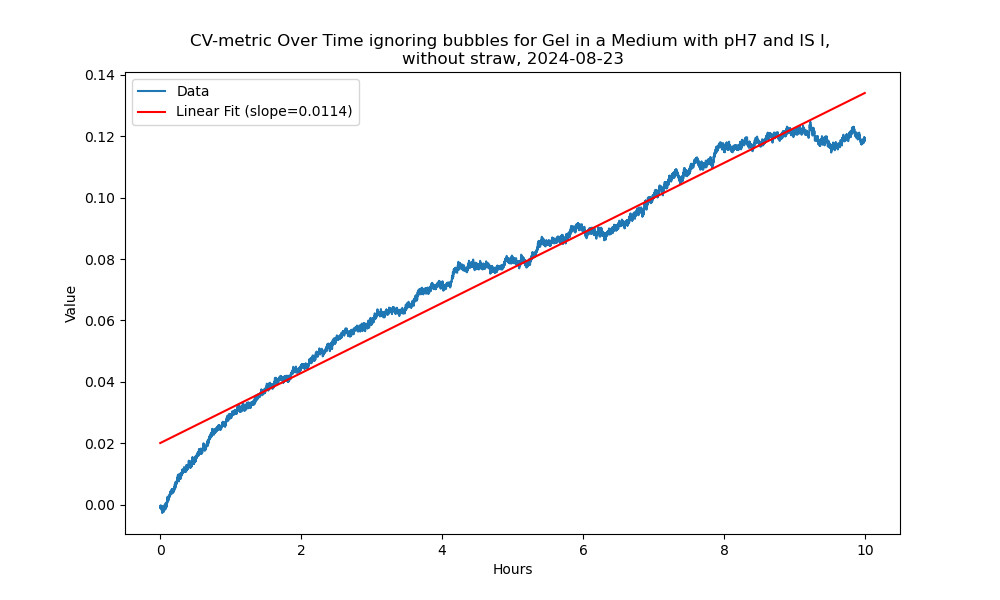 CV-metric Over Time ignoring bubbles for Gel in a Medium with pH7 and IS I,
without straw, 2024-08-23
Data
Linear Fit (slope=0.0114)
0.14
0.12
0.10
0.08
0.06
0.04
0.02
0.00
Value
0
2
4
6
8
10
Hours